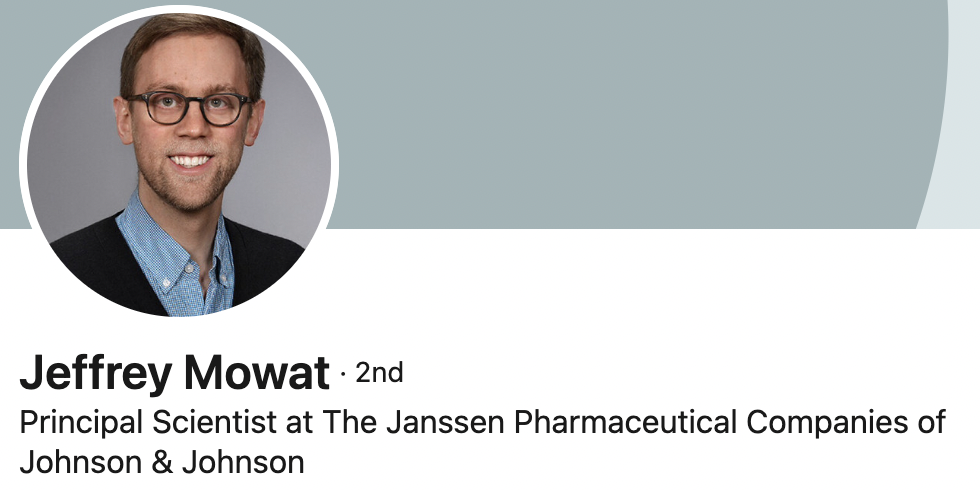 Jeffrey Mowat · 2nd
Principal Scientist at The Janssen Pharmaceutical Companies of
Johnson & Johnson